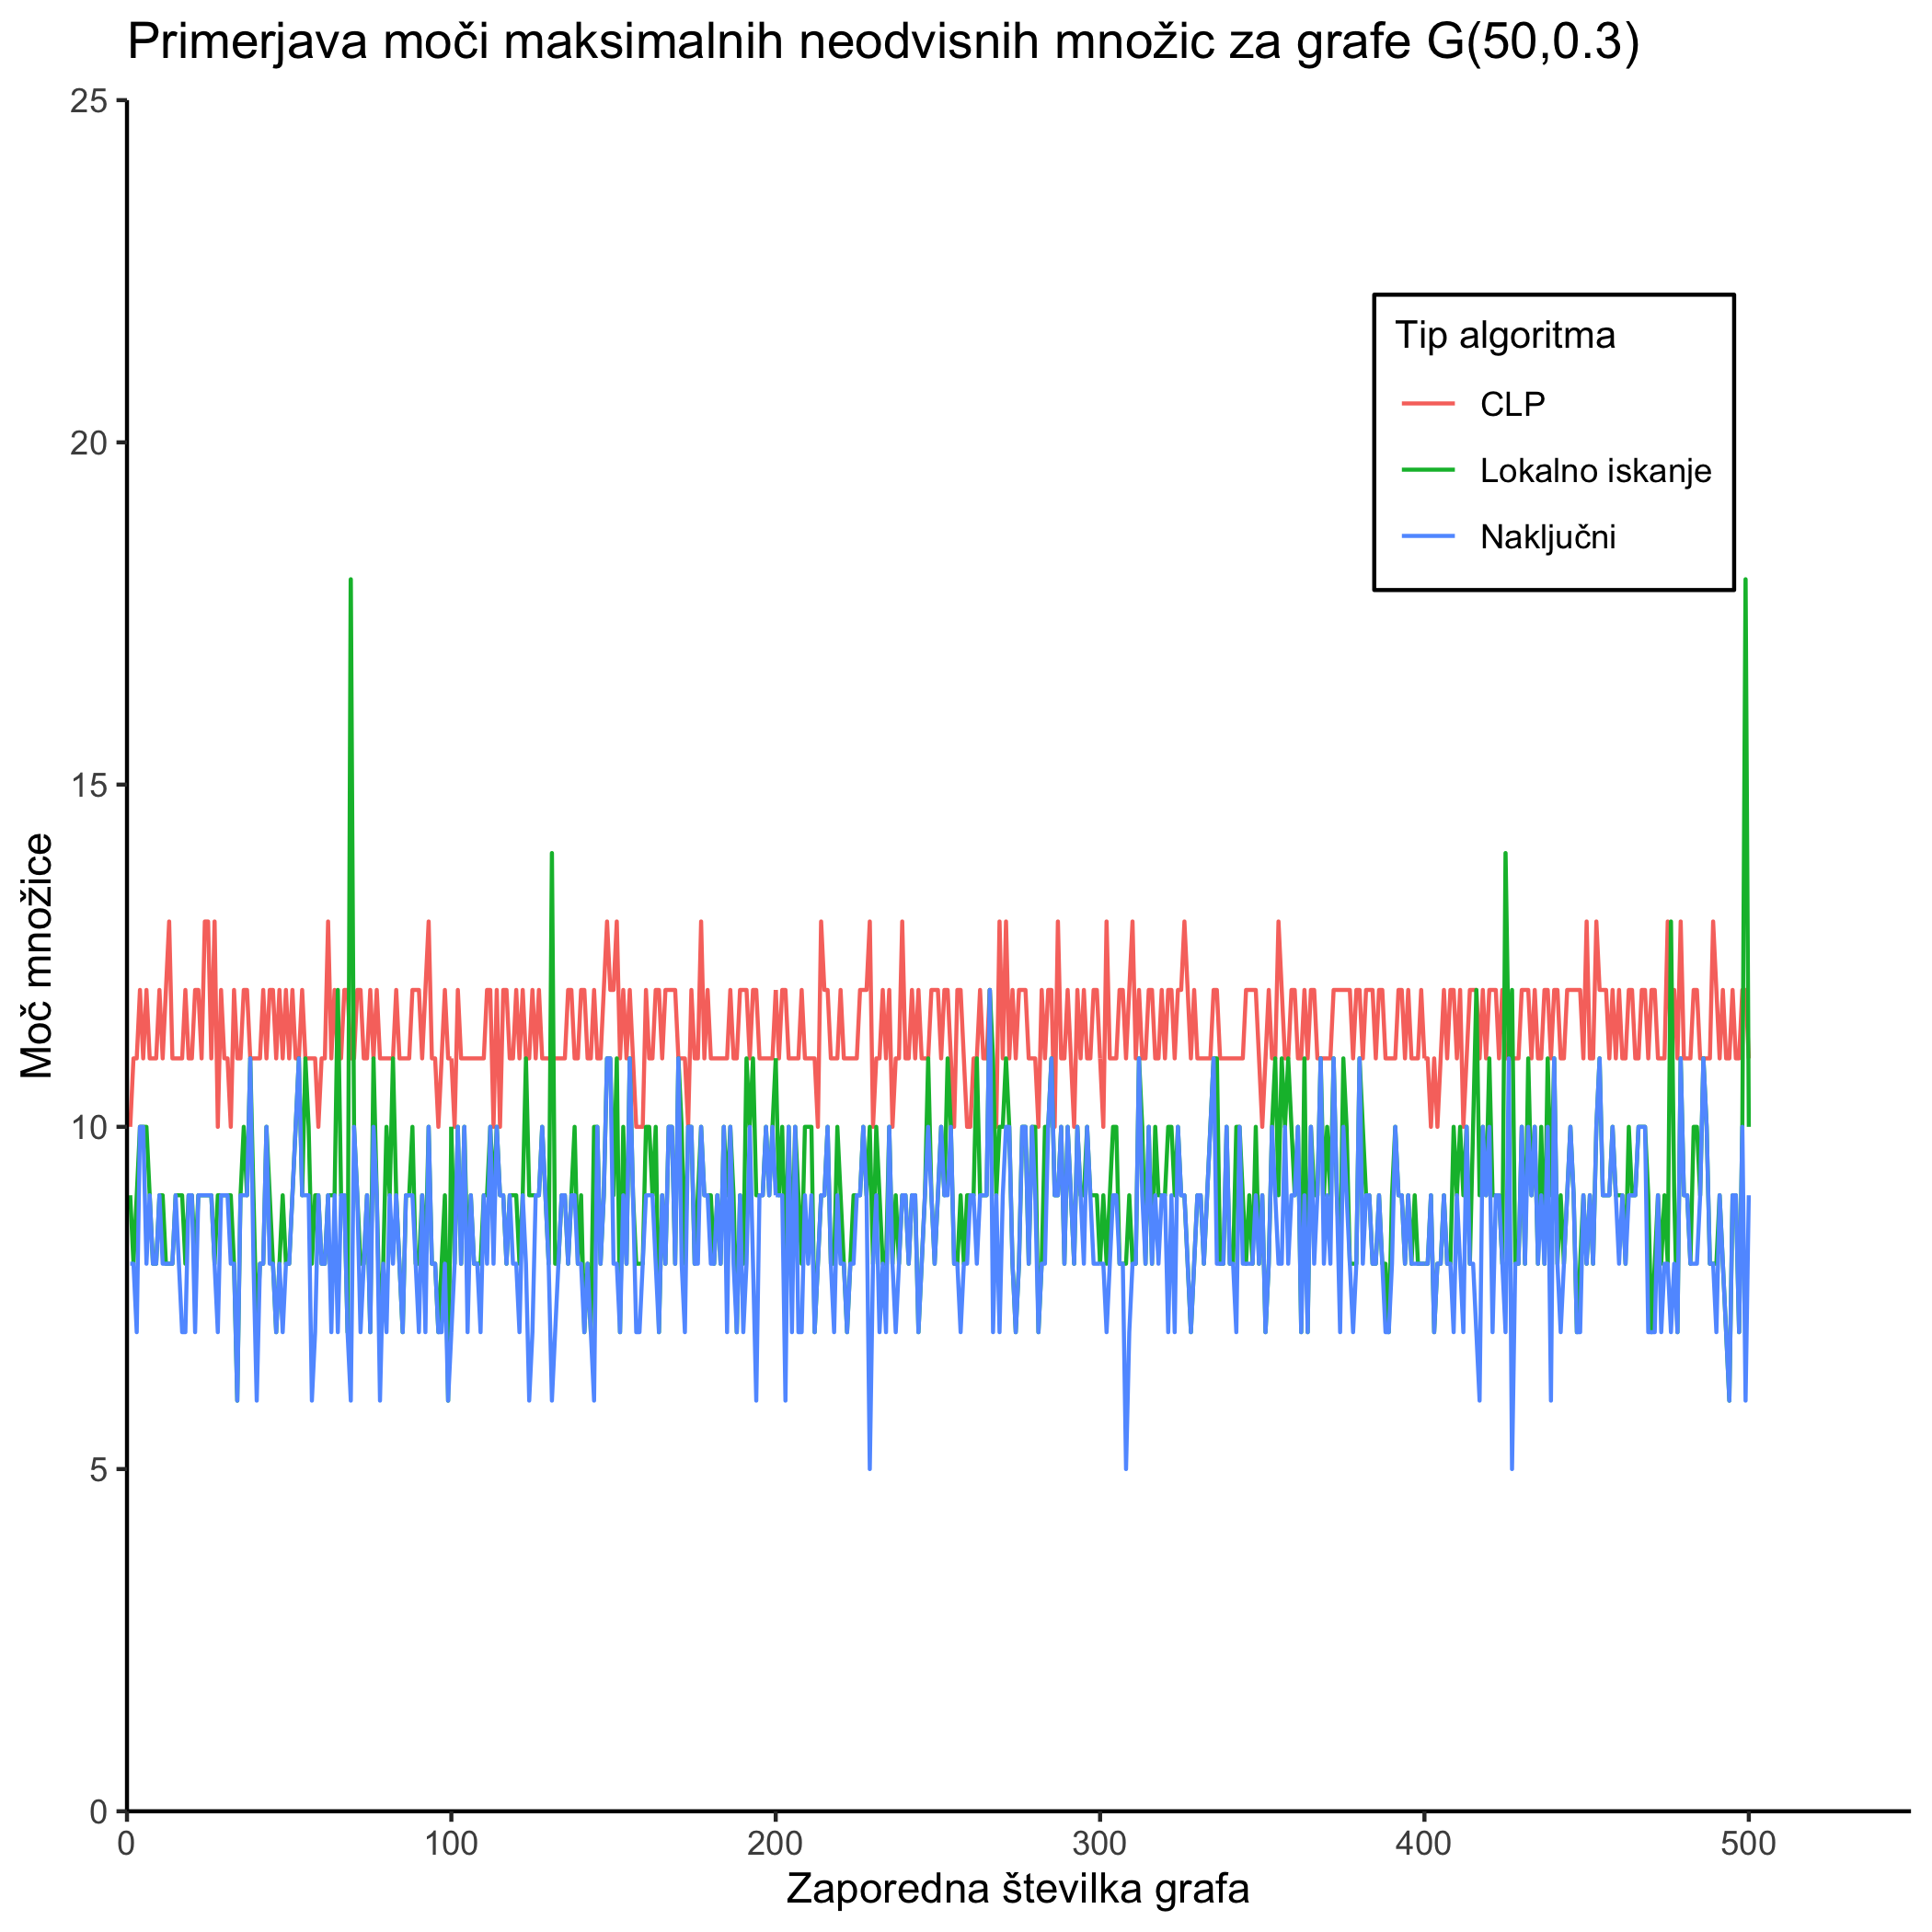 Primerjava moči maksimalnih neodvisnih množic za grafe G(50,0.3)
25
20
15
10
5
0
Moč množice
Tip algoritma
CLP
Lokalno iskanje
Naključni
0 100 200 300 400 500
Zaporedna številka grafa